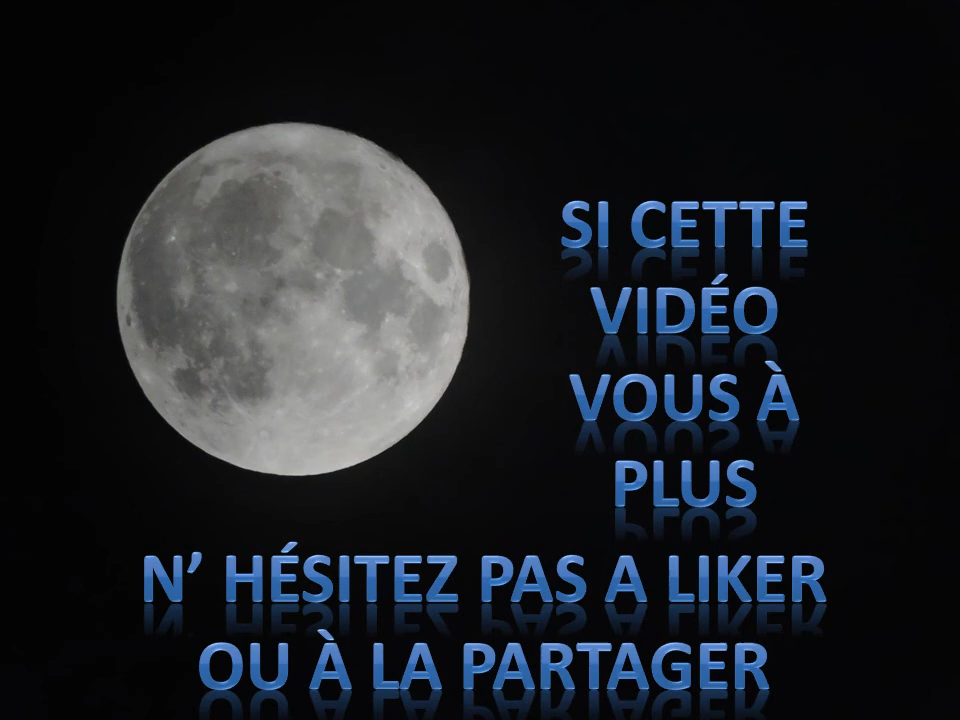 SI CETTE
VIDÉO
VOUS À
PLUS
N’ HÉSITEZ PAS A LIKER
OU À LA PARTAGER